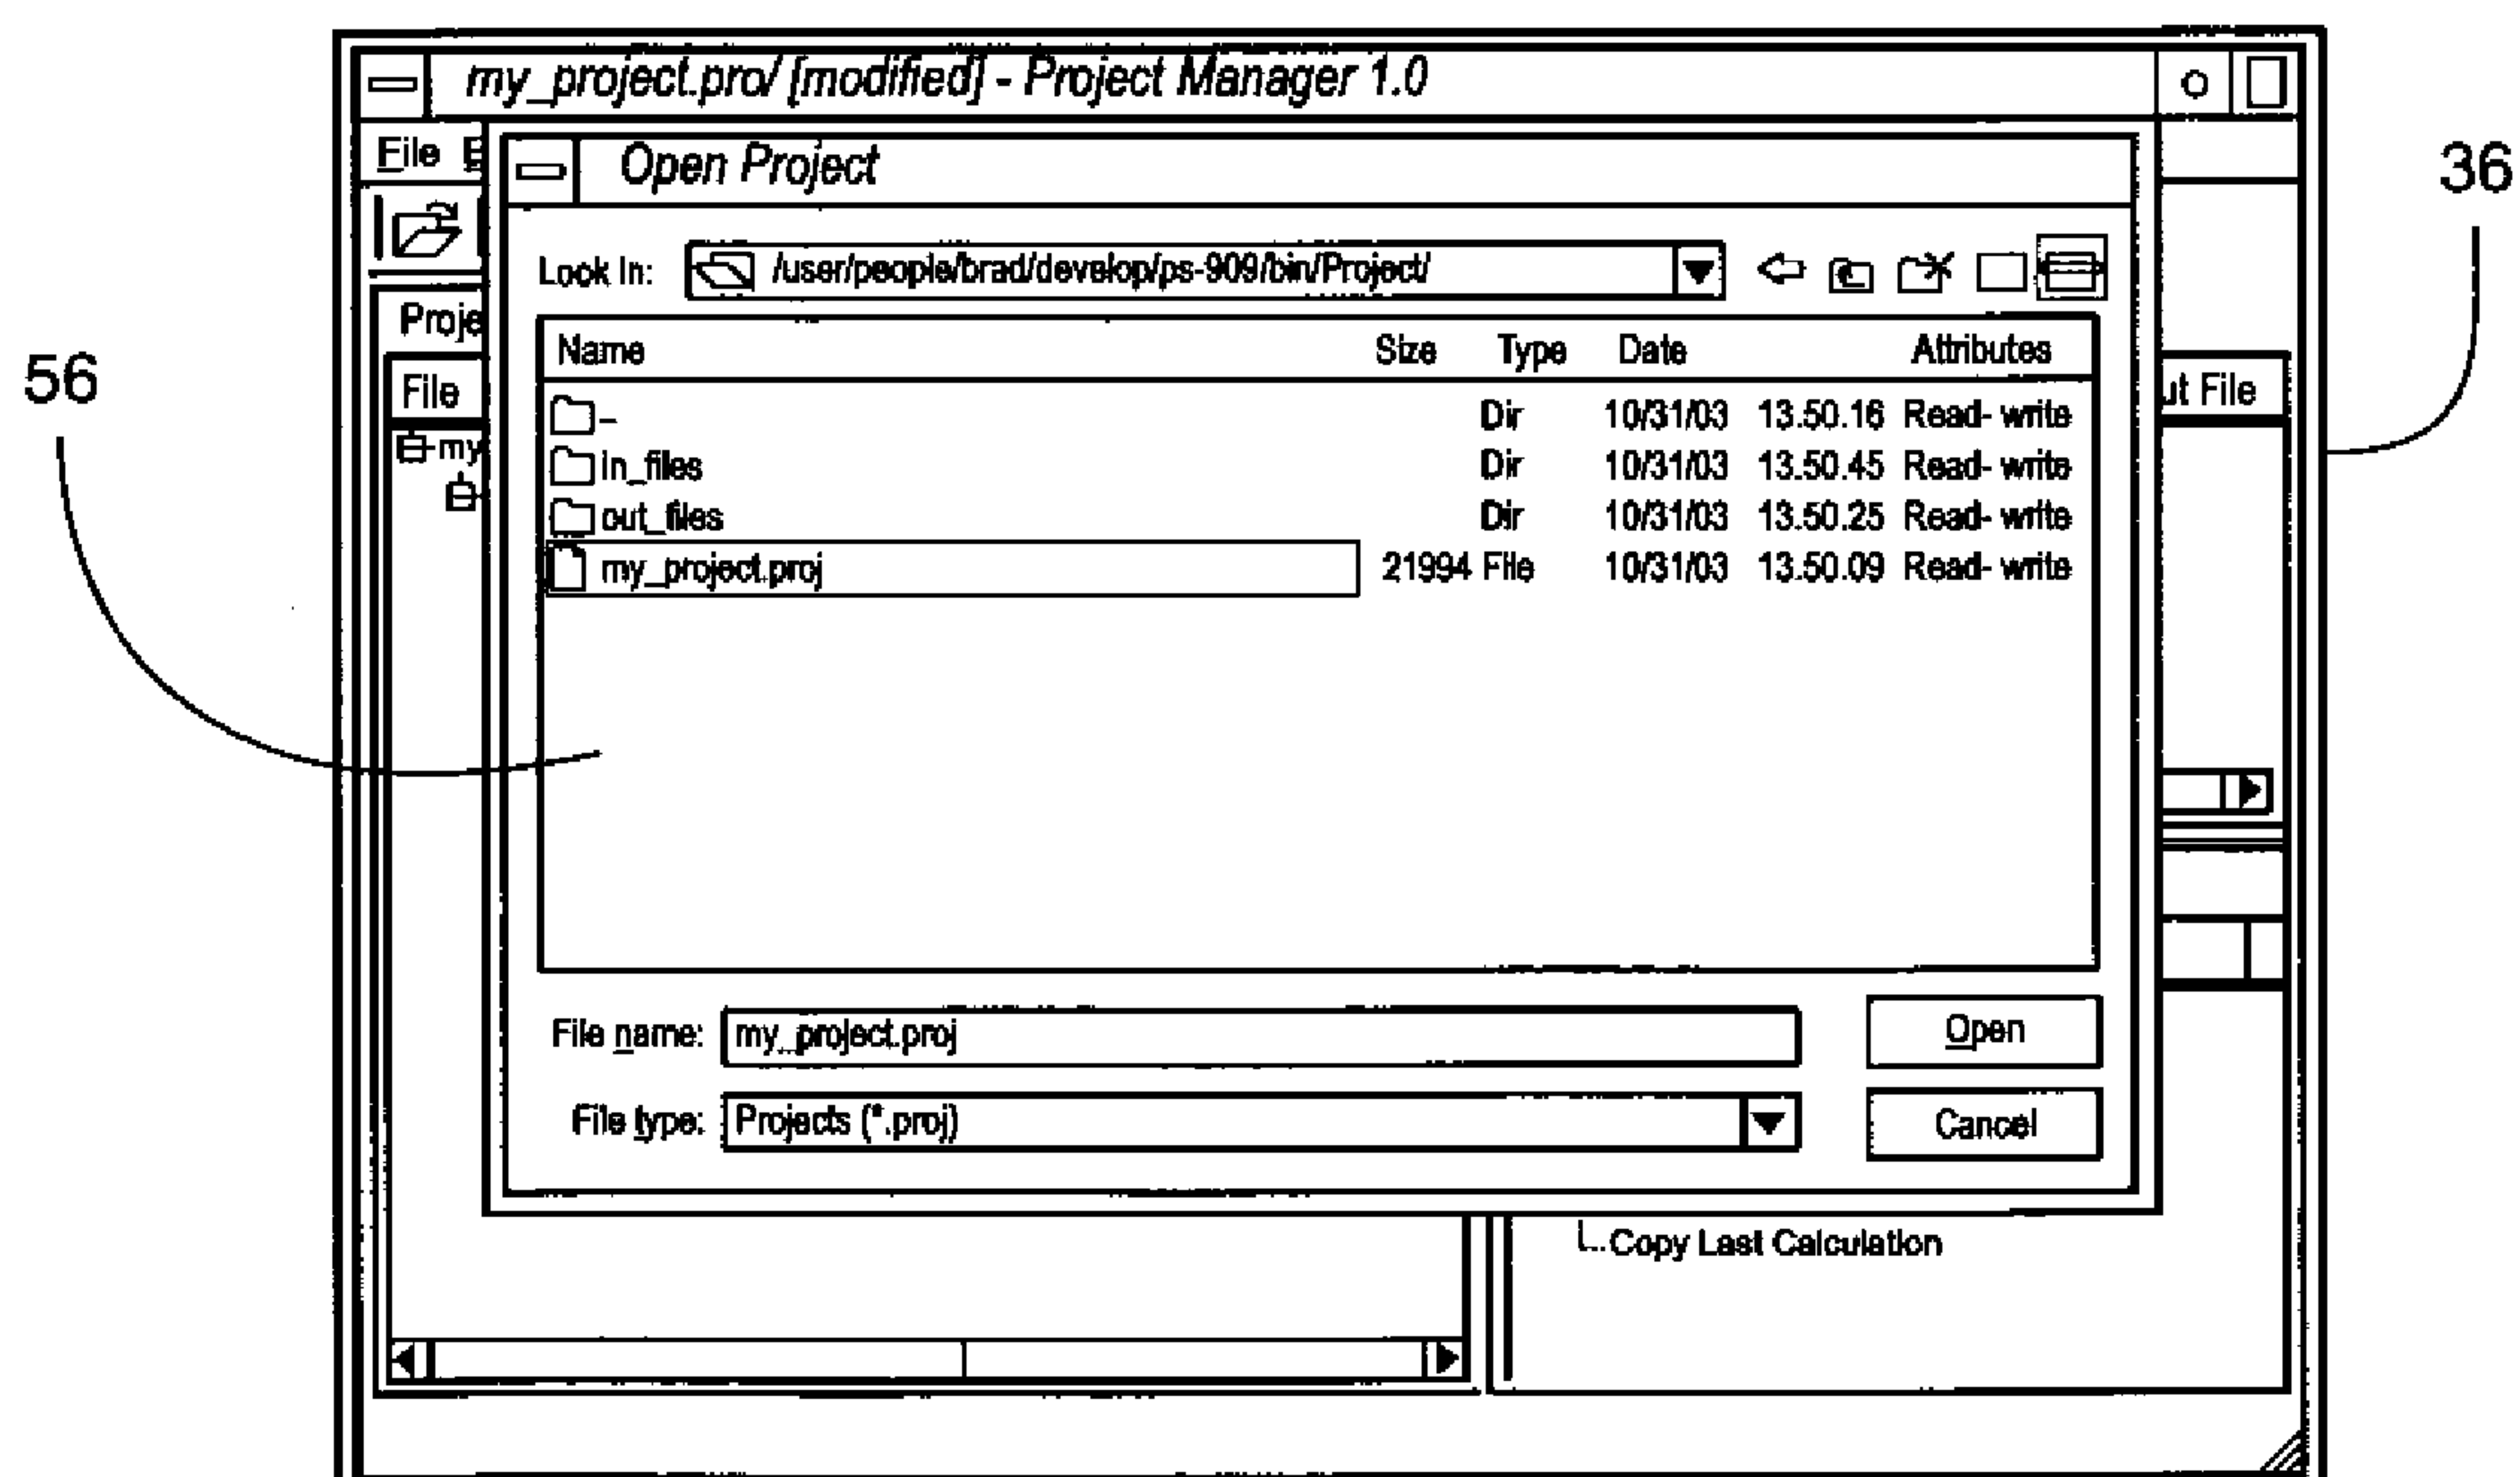 my_project.pro/ [modified] - Project Manager 1.0
File E
Open Project
36
Look In: /user/people/brad/develop/ps-909/bin/Project/
Proje
Name Size Type Date Attributes
56
File
ut File
– Dir 10/31/03 13.50.16 Read- write
my
in_files Dir 10/31/03 13.50.45 Read- write
out_files Dir 10/31/03 13.50.25 Read- write
my_project.proj 21994 File 10/31/03 13.50.09 Read- write
File name: my_project.proj
Open
File type: Projects (*.proj)
Cancel
Copy Last Calculation